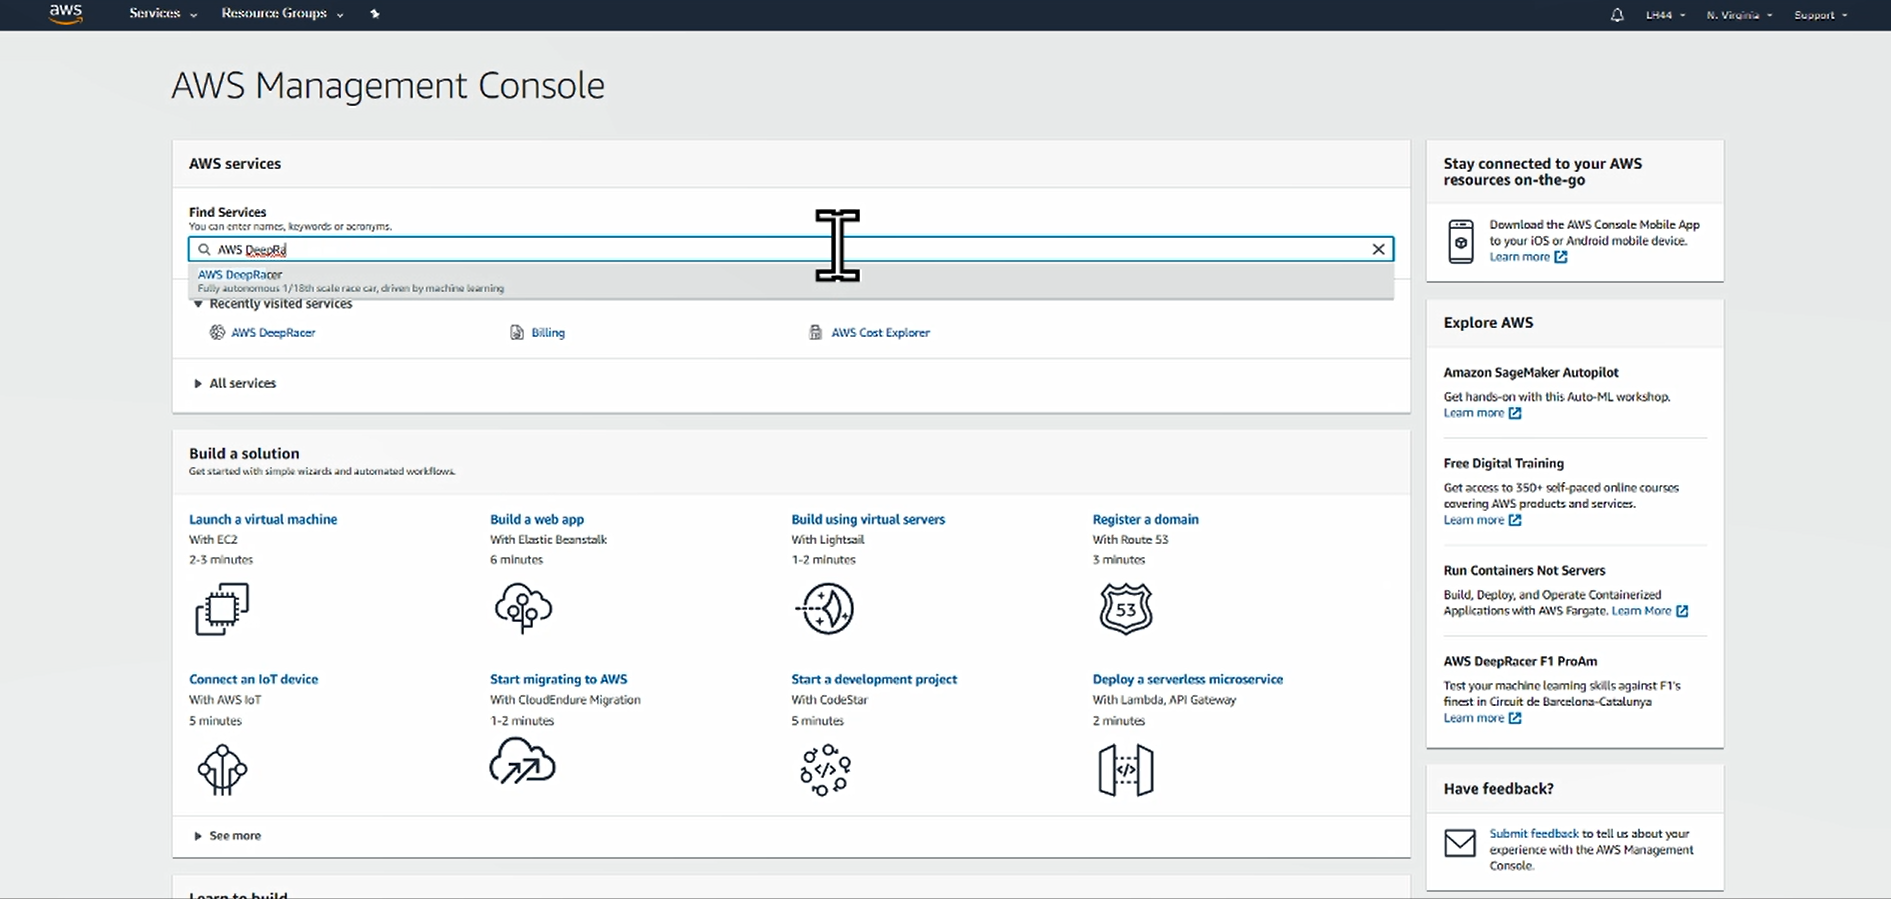 aws
Services
Resource Groups
LH44
N. Virginia
Support
AWS Management Console
AWS services
Find Services
You can enter names, keywords or acronyms.
AWS DeepRa
AWS DeepRacer
Fully autonomous 1/18th scale race car, driven by machine learning
Recently visited services
AWS DeepRacer
Billing
AWS Cost Explorer
All services
Build a solution
Get started with simple wizards and automated workflows.
Launch a virtual machine
With EC2
2-3 minutes
Build a web app
With Elastic Beanstalk
6 minutes
Build using virtual servers
With Lightsail
1-2 minutes
Register a domain
With Route 53
3 minutes
53
Connect an IoT device
With AWS IoT
5 minutes
Start migrating to AWS
With CloudEndure Migration
1-2 minutes
Start a development project
With CodeStar
5 minutes
</>
Deploy a serverless microservice
With Lambda, API Gateway
2 minutes
</>
See more
Learn to build
Stay connected to your AWS
resources on-the-go
Download the AWS Console Mobile App
to your iOS or Android mobile device.
Learn more
Explore AWS
Amazon SageMaker Autopilot
Get hands-on with this Auto-ML workshop.
Learn more
Free Digital Training
Get access to 350+ self-paced online courses
covering AWS products and services.
Learn more
Run Containers Not Servers
Build, Deploy, and Operate Containerized
Applications with AWS Fargate. Learn More
AWS DeepRacer F1 ProAm
Test your machine learning skills against F1's
finest in Circuit de Barcelona-Catalunya
Learn more
Have feedback?
Submit feedback to tell us about your
experience with the AWS Management
Console.